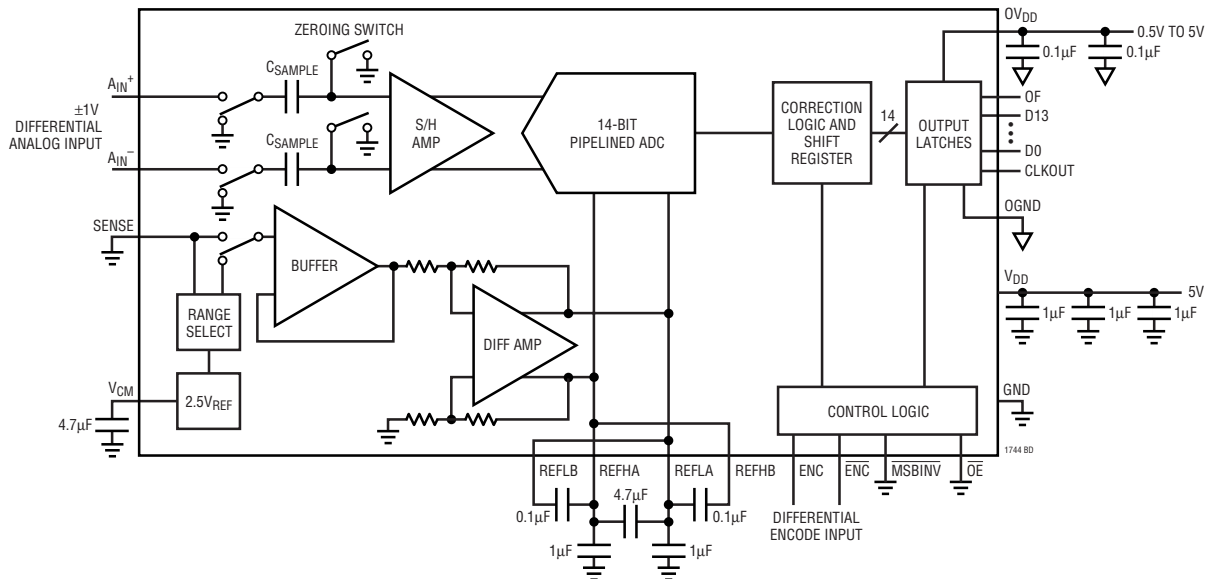 OVDD
0.5V TO 5V
0.1µF
0.1µF
ZEROING SWITCH
CSAMPLE
AIN+
±1V
DIFFERENTIAL
ANALOG INPUT
AIN−
CSAMPLE
S/H
AMP
14-BIT
PIPELINED ADC
CORRECTION
LOGIC AND
SHIFT
REGISTER
14
OUTPUT
LATCHES
OF
D13
D0
CLKOUT
OGND
SENSE
BUFFER
RANGE
SELECT
DIFF AMP
VDD
5V
1µF
1µF
1µF
VCM
2.5VREF
4.7µF
CONTROL LOGIC
GND
1744 BD
REFLB
REFHA
REFLA
REFHB
ENC
E̅N̅C̅
M̅S̅B̅I̅N̅V̅
O̅E̅
0.1µF
4.7µF
0.1µF
DIFFERENTIAL
ENCODE INPUT
1µF
1µF